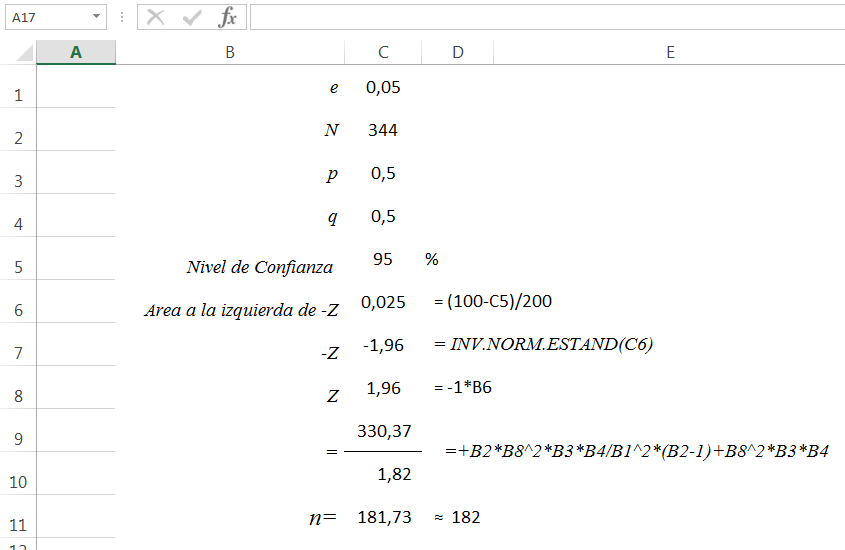 A17 fx
A B C D E
1 e 0,05
2 N 344
3 p 0,5
4 q 0,5
5 Nivel de Confianza 95 %
6 Area a la izquierda de -Z 0,025 = (100-C5)/200
7 -Z -1,96 = INV.NORM.ESTAND(C6)
8 Z 1,96 = -1*B6
9 = 330,37 =+B2*B8^2*B3*B4/B1^2*(B2-1)+B8^2*B3*B4
10 1,82
11 n= 181,73 ≈ 182
12